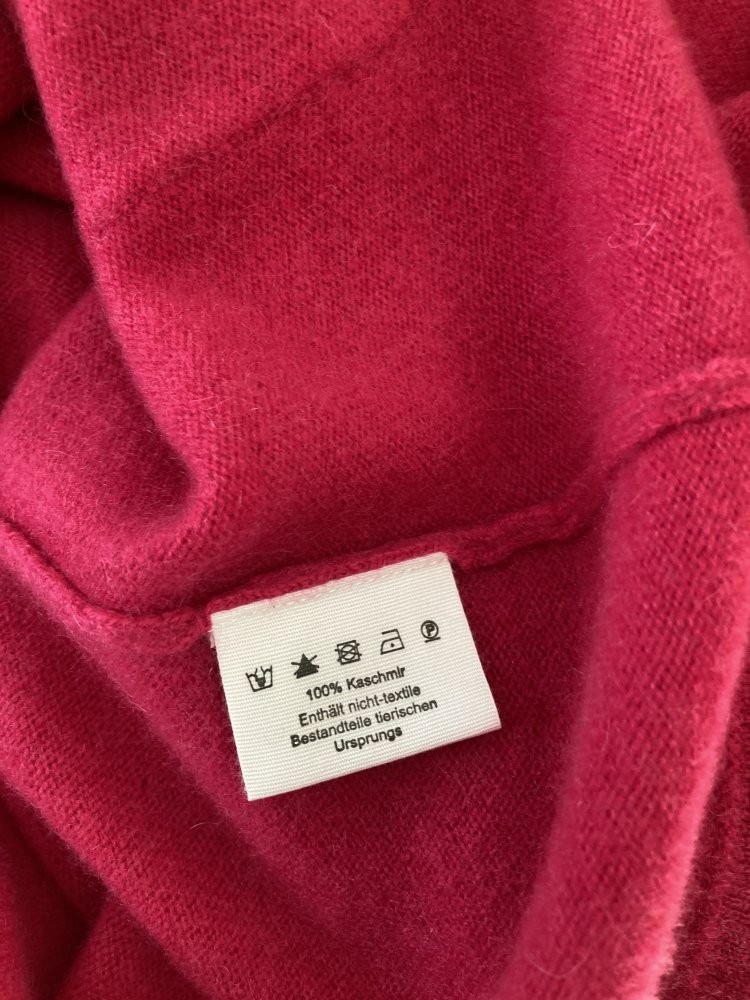 P
100% Kaschmir
Enthält nicht-textile
Bestandteile tierischen
Ursprungs